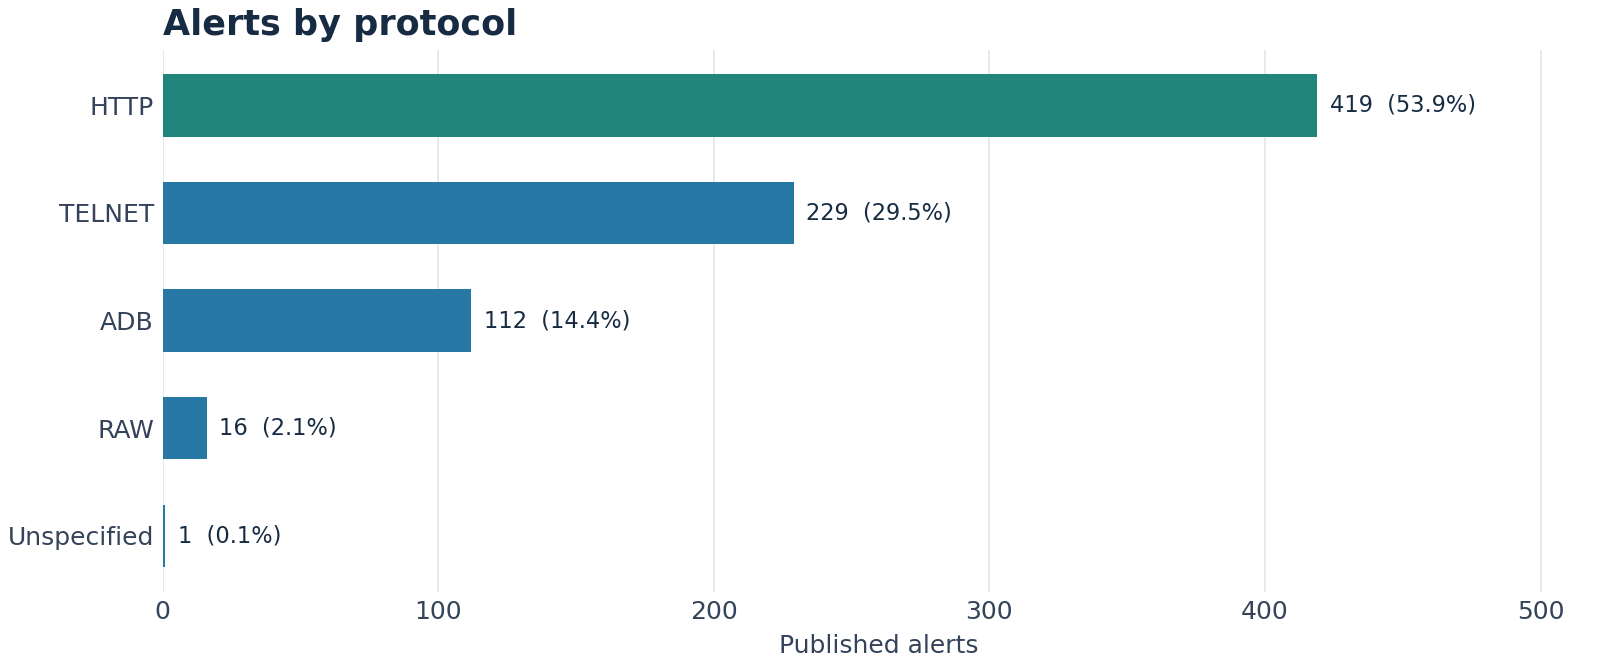 Alerts by protocol
HTTP 419 (53.9%)
TELNET 229 (29.5%)
ADB 112 (14.4%)
RAW 16 (2.1%)
Unspecified 1 (0.1%)
0 100 200 300 400 500
Published alerts